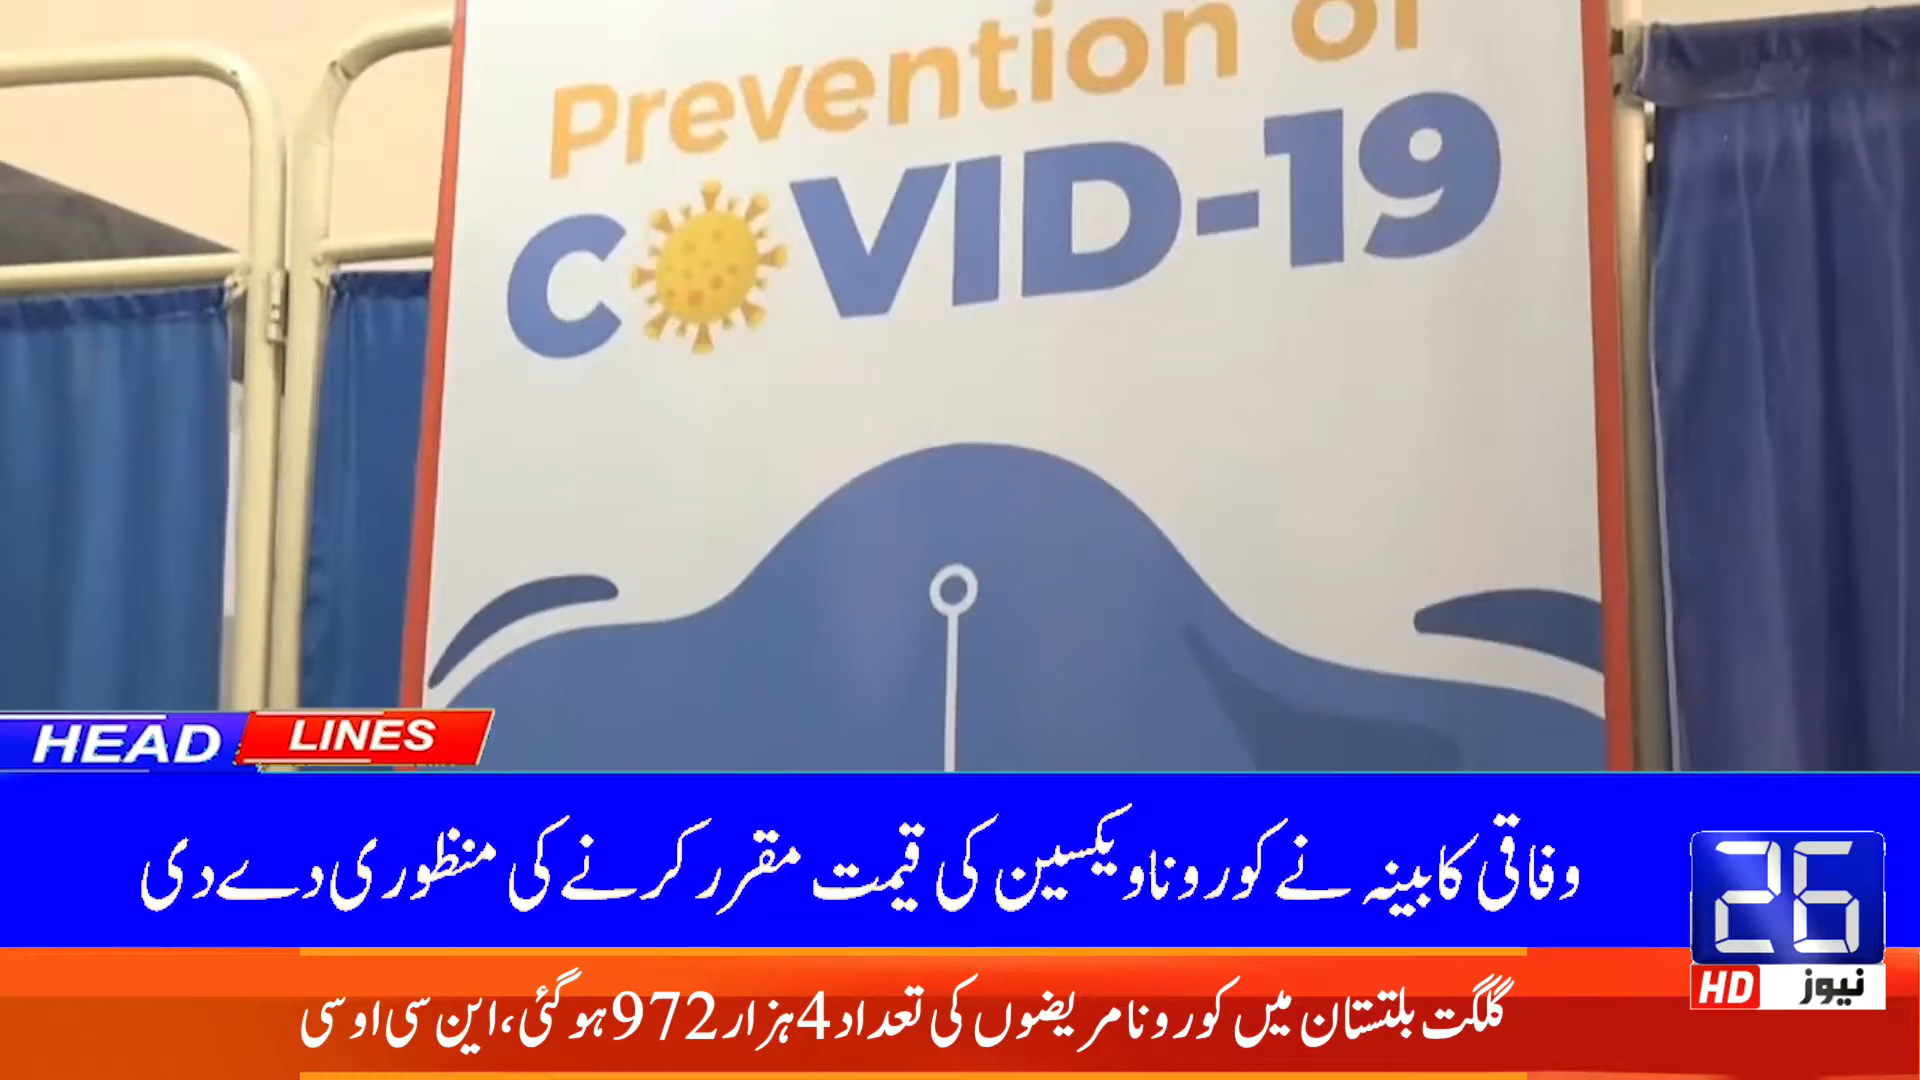 Prevention of
COVID-19
HEAD LINES
وفاقی کابینہ نے کورونا ویکسین کی قیمت مقرر کرنے کی منظوری دے دی
26
HD نیوز
گلگت بلتستان میں کورونا مریضوں کی تعداد 4 ہزار 972 ہو گئی، این سی او سی